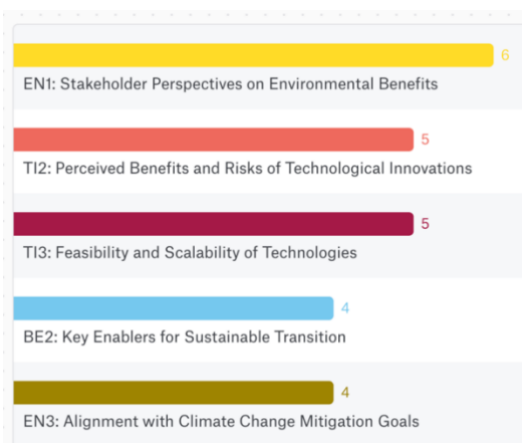 6
EN1: Stakeholder Perspectives on Environmental Benefits
5
TI2: Perceived Benefits and Risks of Technological Innovations
5
TI3: Feasibility and Scalability of Technologies
4
BE2: Key Enablers for Sustainable Transition
4
EN3: Alignment with Climate Change Mitigation Goals